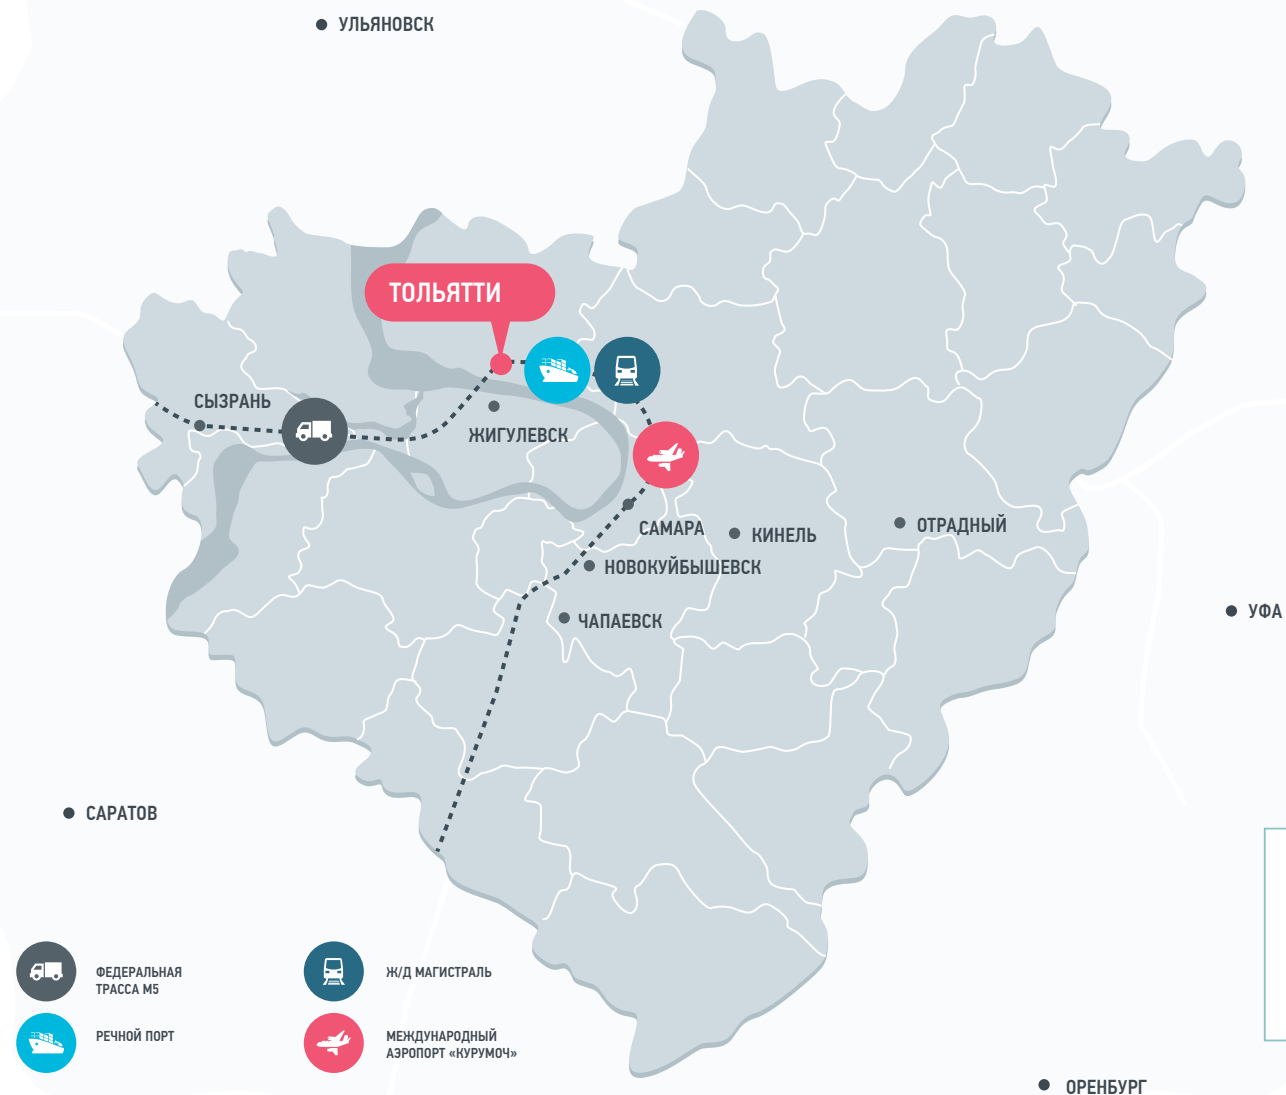 УЛЬЯНОВСК
ТОЛЬЯТТИ
СЫЗРАНЬ
ЖИГУЛЕВСК
САМАРА
КИНЕЛЬ
ОТРАДНЫЙ
НОВОКУЙБЫШЕВСК
ЧАПАЕВСК
УФА
САРАТОВ
ФЕДЕРАЛЬНАЯ
ТРАССА М5
Ж/Д МАГИСТРАЛЬ
РЕЧНОЙ ПОРТ
МЕЖДУНАРОДНЫЙ
АЭРОПОРТ «КУРУМОЧ»
ОРЕНБУРГ